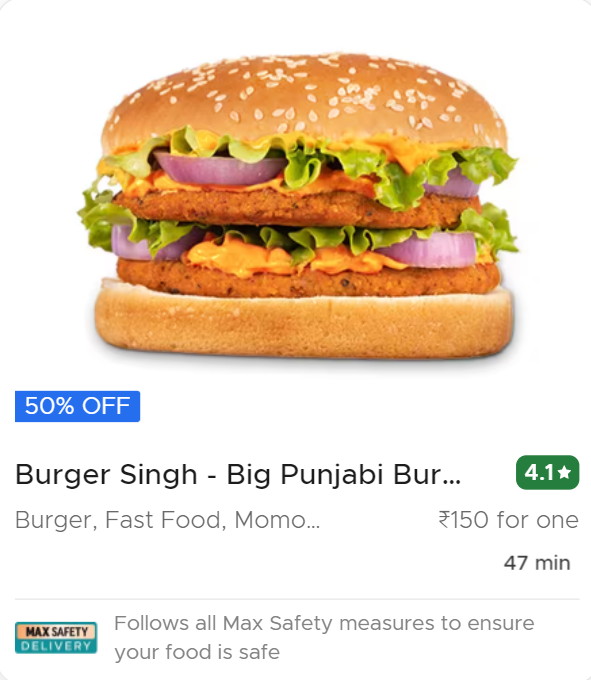 50% OFF
Burger Singh - Big Punjabi Bur...
4.1★
Burger, Fast Food, Momo...
₹150 for one
47 min
MAX SAFETY
DELIVERY
Follows all Max Safety measures to ensure
your food is safe